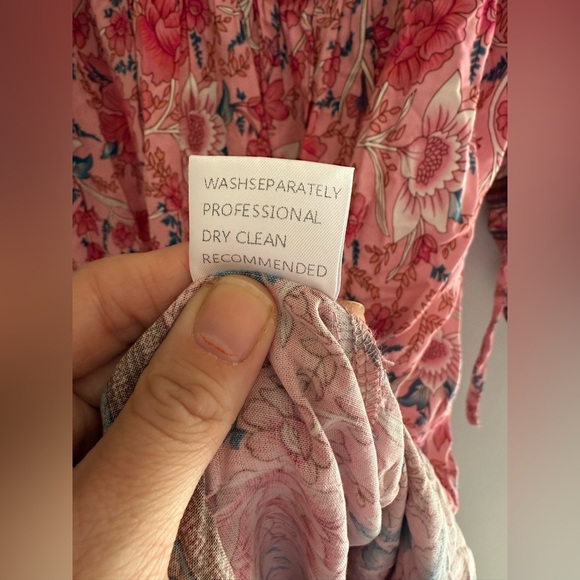 WASHSEPARATELY
PROFESSIONAL
DRY CLEAN
RECOMMENDED